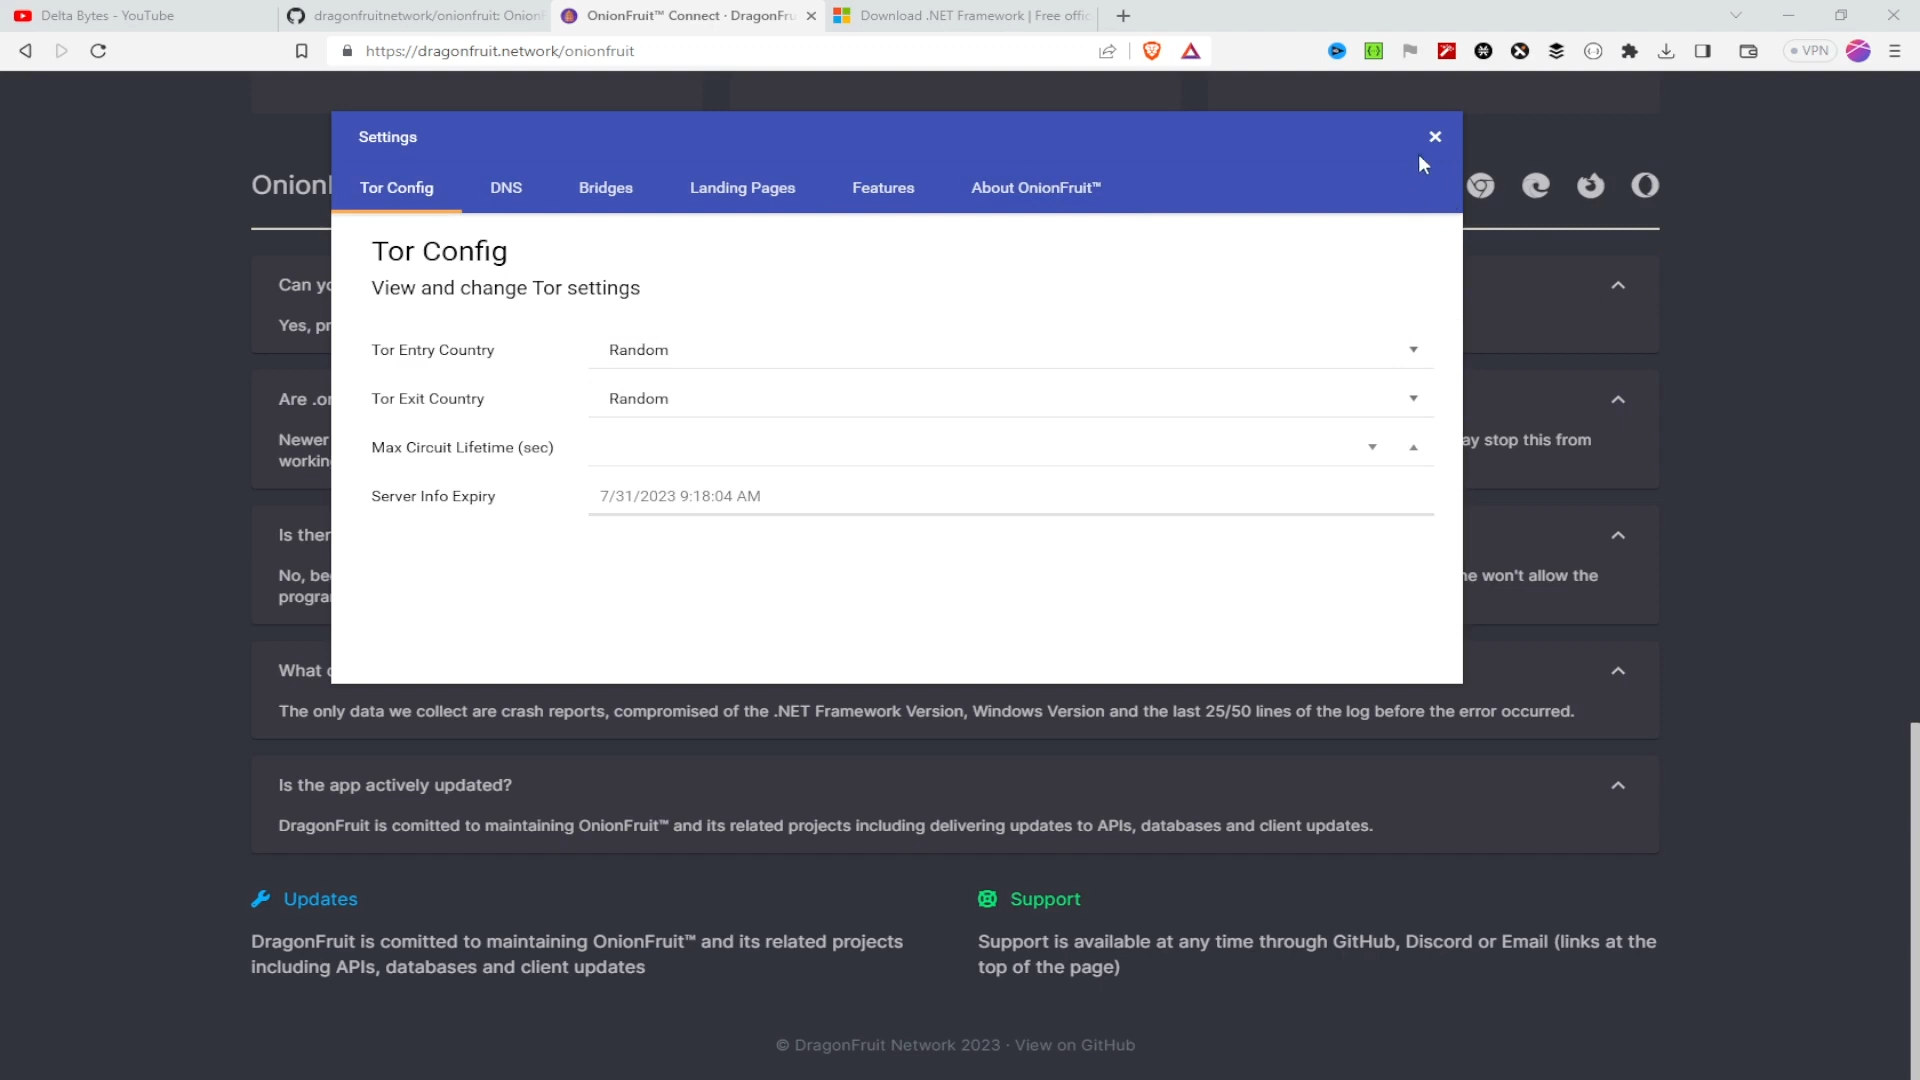 Delta Bytes - YouTube
dragonfruitnetwork/onionfruit: Onion
OnionFruit™ Connect · DragonFru
Download .NET Framework | Free offic
https://dragonfruit.network/onionfruit
VPN
Settings
Tor Config
DNS
Bridges
Landing Pages
Features
About OnionFruit™
Tor Config
View and change Tor settings
Tor Entry Country
Random
Tor Exit Country
Random
Max Circuit Lifetime (sec)
Server Info Expiry
7/31/2023 9:18:04 AM
Onion
Can yo
Yes, pr
Are .on
Newer
ay stop this from
workin
Is ther
No, be
ne won't allow the
progra
What
The only data we collect are crash reports, compromised of the .NET Framework Version, Windows Version and the last 25/50 lines of the log before the error occurred.
Is the app actively updated?
DragonFruit is comitted to maintaining OnionFruit™ and its related projects including delivering updates to APIs, databases and client updates.
Updates
DragonFruit is comitted to maintaining OnionFruit™ and its related projects
including APIs, databases and client updates
Support
Support is available at any time through GitHub, Discord or Email (links at the
top of the page)
© DragonFruit Network 2023 · View on GitHub